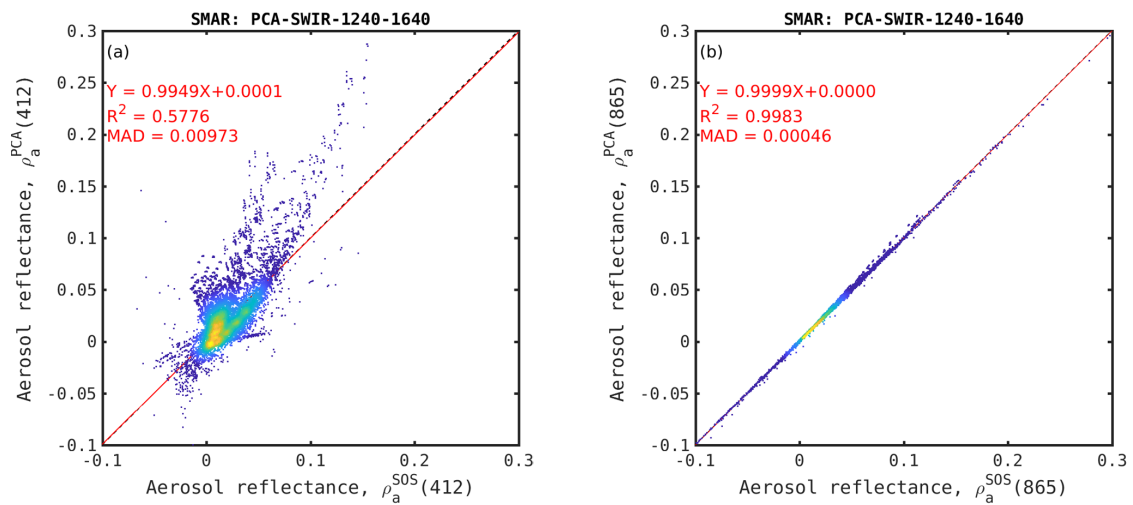 SMAR: PCA-SWIR-1240-1640
(a)
Y = 0.9949X+0.0001
R² = 0.5776
MAD = 0.00973
0.3
0.25
0.2
0.15
0.1
0.05
0
-0.05
-0.1
-0.1 0 0.1 0.2 0.3
Aerosol reflectance, ρₐᴾᶜᴬ(412)
Aerosol reflectance, ρₐˢᴼˢ(412)
SMAR: PCA-SWIR-1240-1640
(b)
Y = 0.9999X+0.0000
R² = 0.9983
MAD = 0.00046
0.3
0.25
0.2
0.15
0.1
0.05
0
-0.05
-0.1
-0.1 0 0.1 0.2 0.3
Aerosol reflectance, ρₐᴾᶜᴬ(865)
Aerosol reflectance, ρₐˢᴼˢ(865)